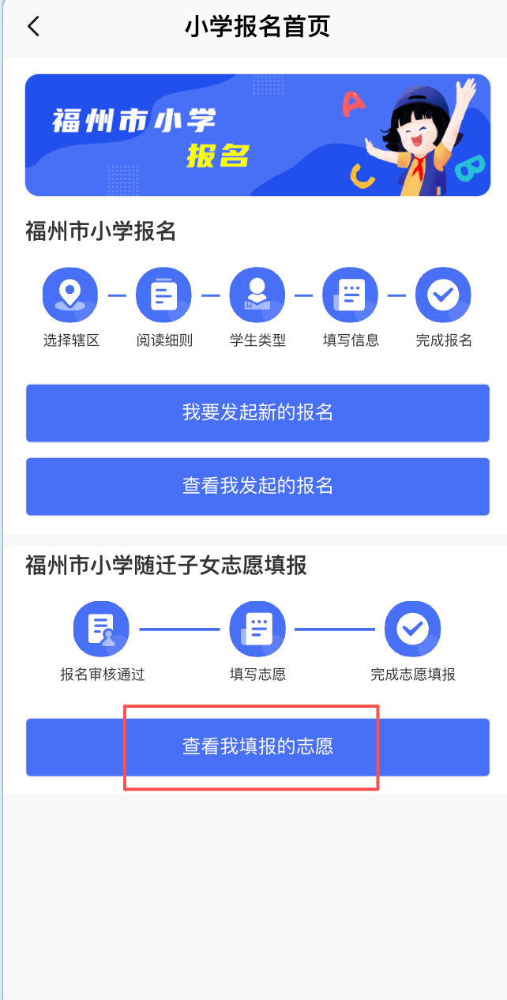 小学报名首页
福州市小学
报名
A
C
B
福州市小学报名
选择辖区 阅读细则 学生类型 填写信息 完成报名
我要发起新的报名
查看我发起的报名
福州市小学随迁子女志愿填报
报名审核通过 填写志愿 完成志愿填报
查看我填报的志愿